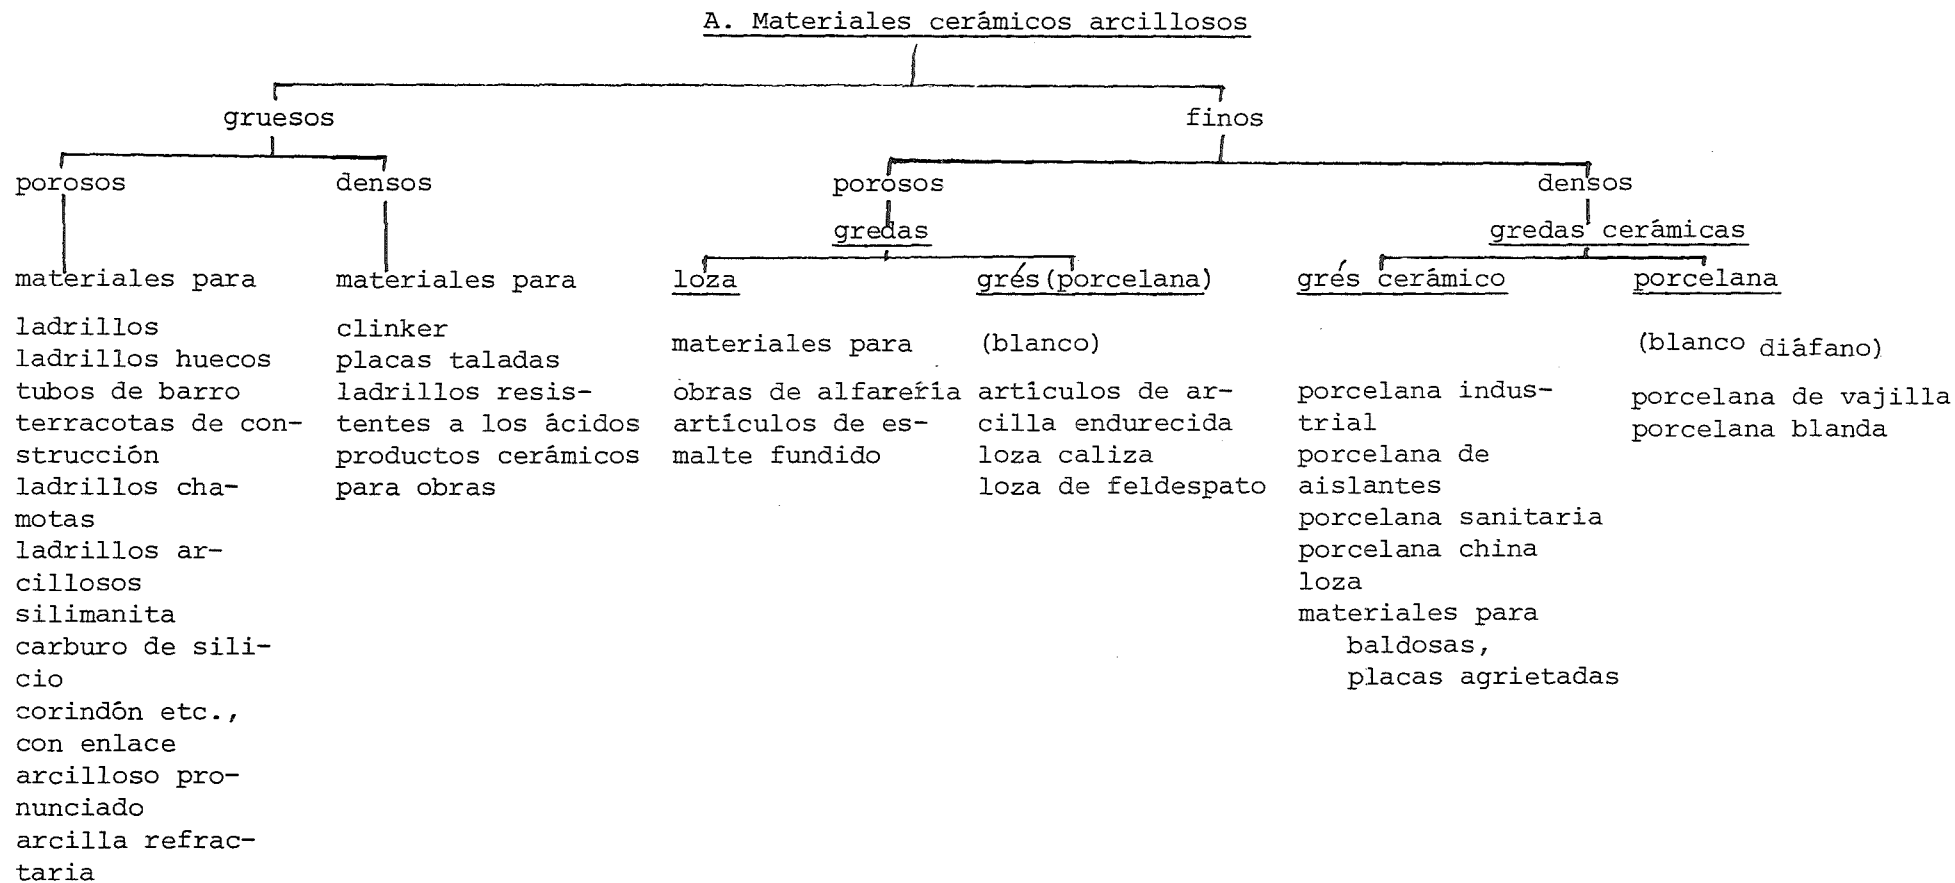 A. Materiales cerámicos arcillosos
gruesos
finos
porosos
densos
porosos
densos
gredas
gredas cerámicas
materiales para
ladrillos
ladrillos huecos
tubos de barro
terracotas de con-
strucción
ladrillos cha-
motas
ladrillos ar-
cillosos
silimanita
carburo de sili-
cio
corindón etc.,
con enlace
arcilloso pro-
nunciado
arcilla refrac-
taria
materiales para
clinker
placas taladas
ladrillos resis-
tentes a los ácidos
productos cerámicos
para obras
loza
materiales para
obras de alfarería
artículos de es-
malte fundido
grés (porcelana)
(blanco)
artículos de ar-
cilla endurecida
loza caliza
loza de feldespato
grés cerámico
porcelana indus-
trial
porcelana de
aislantes
porcelana sanitaria
porcelana china
loza
materiales para
baldosas,
placas agrietadas
porcelana
(blanco diáfano)
porcelana de vajilla
porcelana blanda